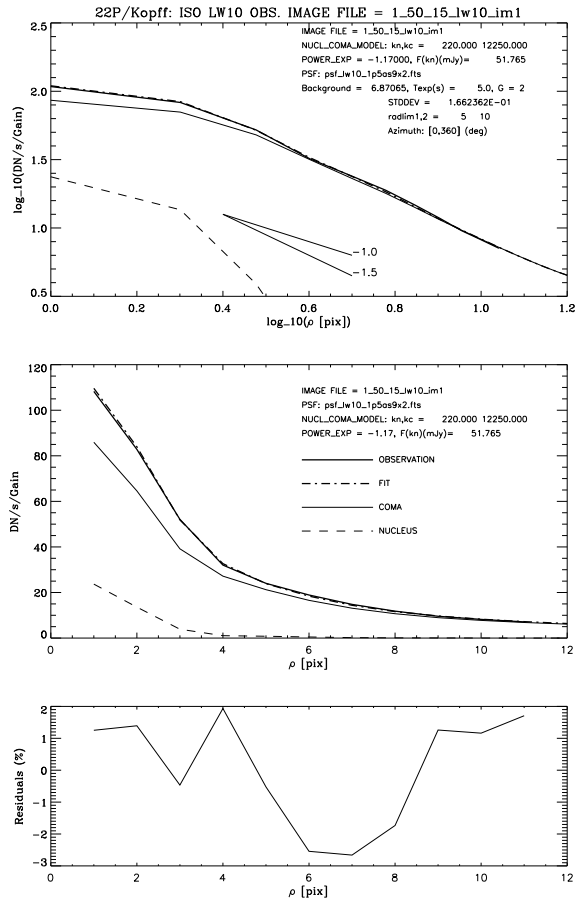 22P/Kopff: ISO LW10 OBS. IMAGE FILE = 1_50_15_lw10_im1
IMAGE FILE = 1_50_15_lw10_im1
NUCL_COMA_MODEL: kn,kc = 220.000 12250.000
POWER_EXP = -1.17000, F(kn)(mJy)= 51.765
PSF: psf_lw10_1p5as9x2.fts
Background = 6.87065, Texp(s) = 5.0, G = 2
STDDEV = 1.662362E-01
radlim1,2 = 5 10
Azimuth: [0,360] (deg)
log_10(DN/s/Gain)
2.5
2.0
1.5
1.0
0.5
-1.0
-1.5
0.0 0.2 0.4 0.6 0.8 1.0 1.2
log_10(ρ [pix])
DN/s/Gain
120
100
80
60
40
20
0
IMAGE FILE = 1_50_15_lw10_im1
PSF: psf_lw10_1p5as9x2.fts
NUCL_COMA_MODEL: kn,kc = 220.000 12250.000
POWER_EXP = -1.17, F(kn)(mJy)= 51.765
OBSERVATION
FIT
COMA
NUCLEUS
0 2 4 6 8 10 12
ρ [pix]
Residuals (%)
2
1
0
-1
-2
-3
0 2 4 6 8 10 12
ρ [pix]